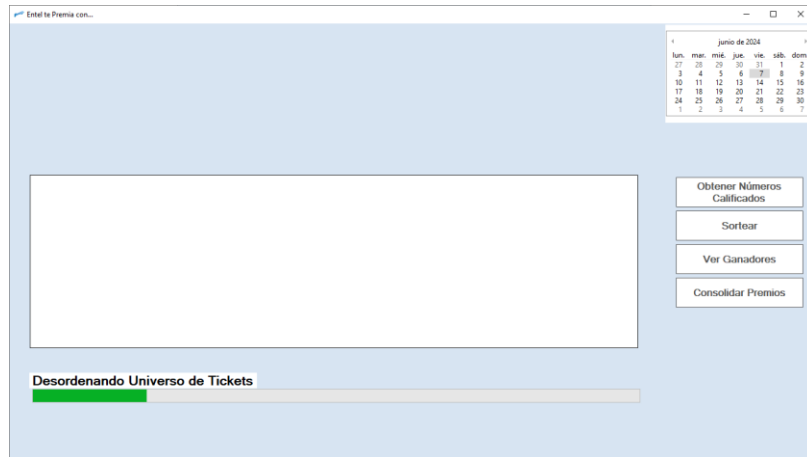 Entel te Premia con...
junio de 2024
lun. mar. mié. jue. vie. sáb. dom
27 28 29 30 31 1 2
3 4 5 6 7 8 9
10 11 12 13 14 15 16
17 18 19 20 21 22 23
24 25 26 27 28 29 30
1 2 3 4 5 6 7
Obtener Números
Calificados
Sortear
Ver Ganadores
Consolidar Premios
Desordenando Universo de Tickets